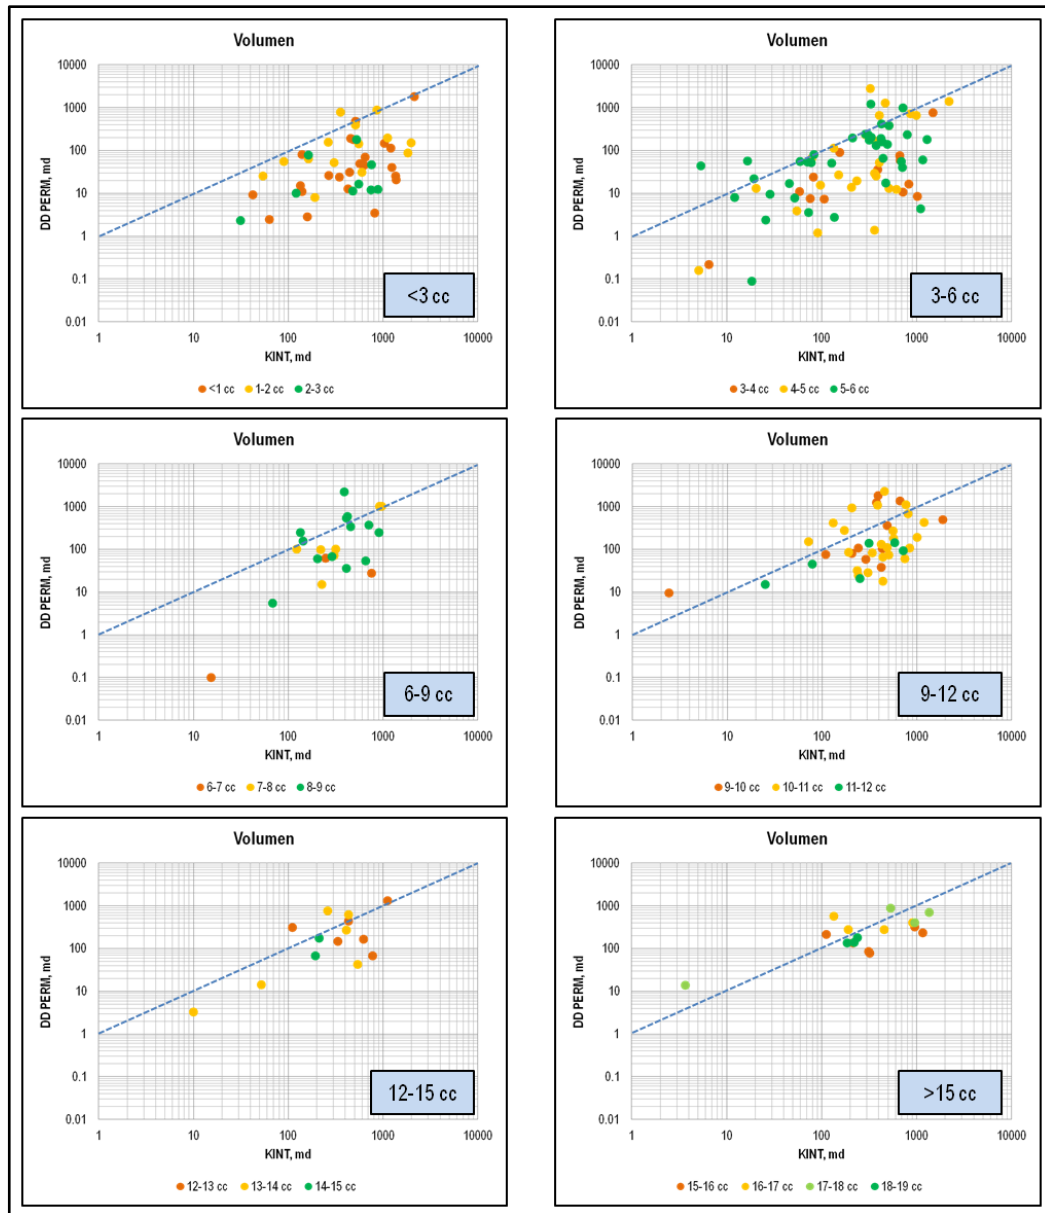 Volumen
10000
1000
100
10
1
0.1
0.01
DD PERM, md
1 10 100 1000 10000
KINT, md
<3 cc
<1 cc 1-2 cc 2-3 cc
Volumen
10000
1000
100
10
1
0.1
0.01
DD PERM, md
1 10 100 1000 10000
KINT, md
3-6 cc
3-4 cc 4-5 cc 5-6 cc
Volumen
10000
1000
100
10
1
0.1
0.01
DD PERM, md
1 10 100 1000 10000
KINT, md
6-9 cc
6-7 cc 7-8 cc 8-9 cc
Volumen
10000
1000
100
10
1
0.1
0.01
DD PERM, md
1 10 100 1000 10000
KINT, md
9-12 cc
9-10 cc 10-11 cc 11-12 cc
Volumen
10000
1000
100
10
1
0.1
0.01
DD PERM, md
1 10 100 1000 10000
KINT, md
12-15 cc
12-13 cc 13-14 cc 14-15 cc
Volumen
10000
1000
100
10
1
0.1
0.01
DD PERM, md
1 10 100 1000 10000
KINT, md
>15 cc
15-16 cc 16-17 cc 17-18 cc 18-19 cc